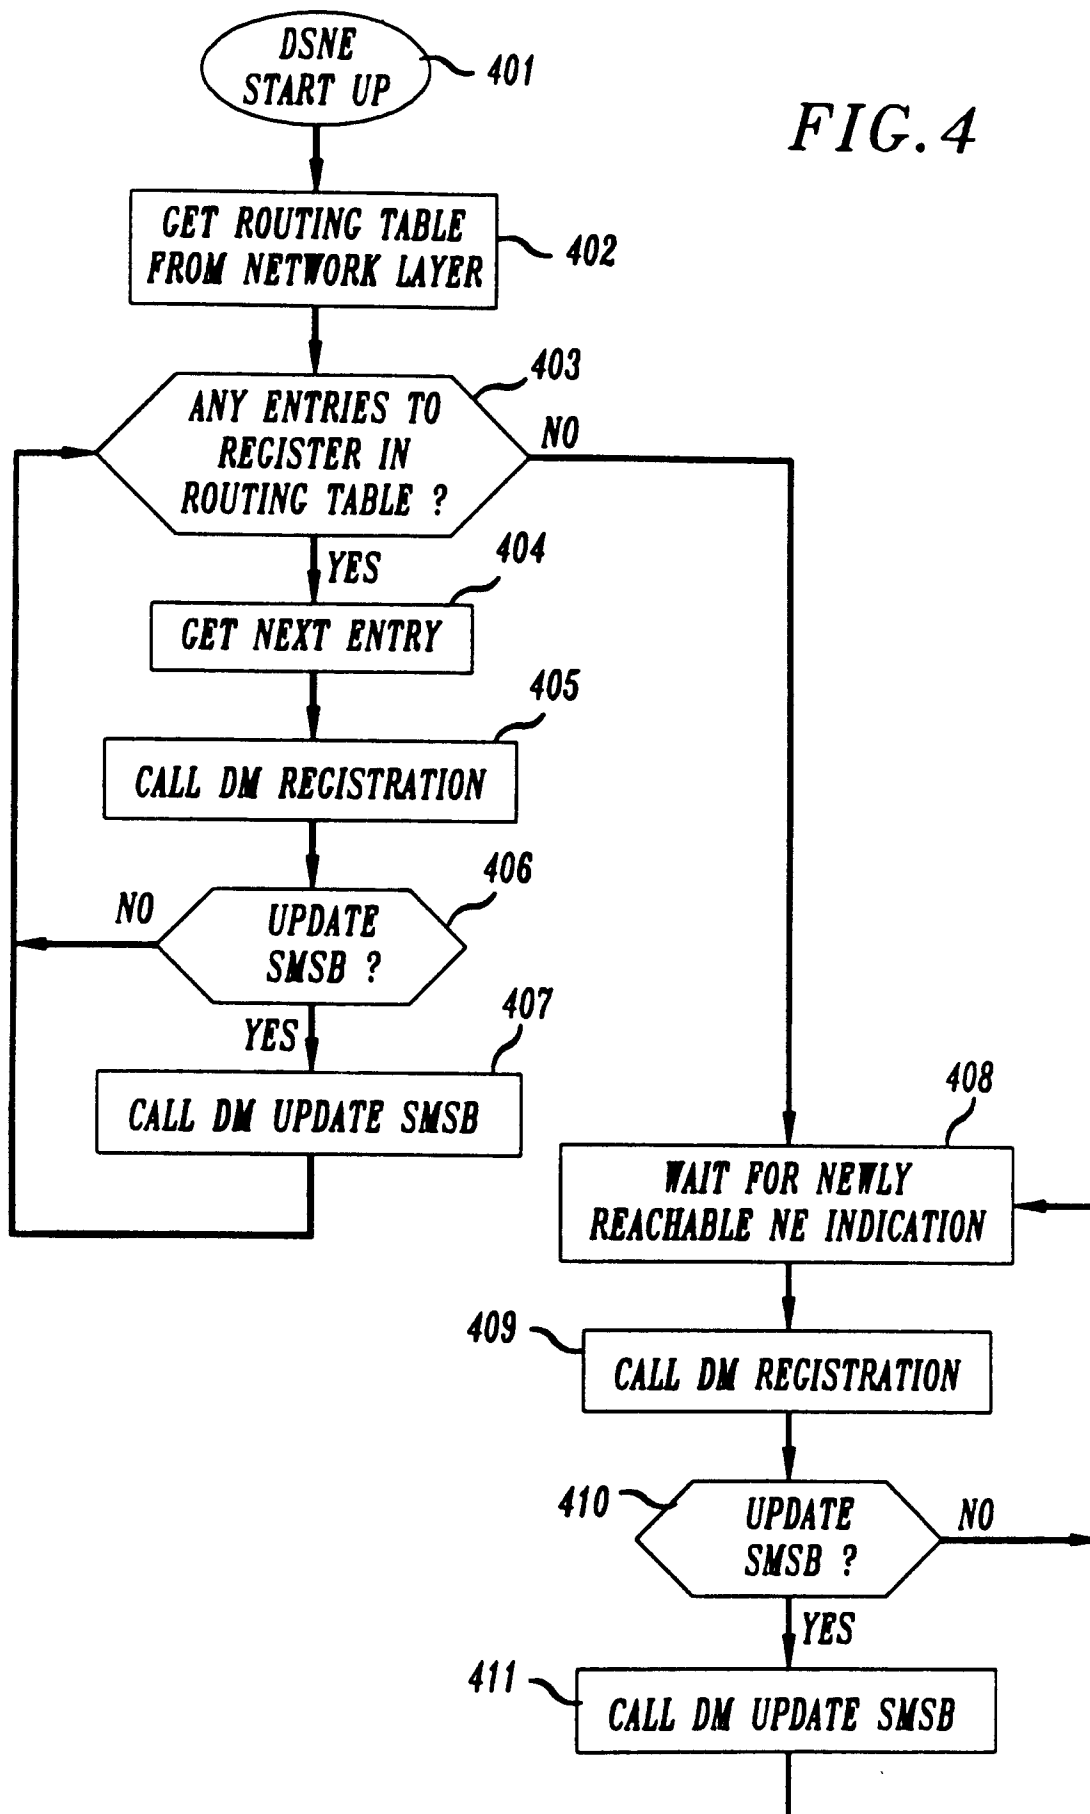 DSNE
START UP
401
FIG. 4
GET ROUTING TABLE
FROM NETWORK LAYER
402
403
ANY ENTRIES TO
REGISTER IN
ROUTING TABLE ?
NO
YES
404
GET NEXT ENTRY
405
CALL DM REGISTRATION
406
NO
UPDATE
SMSB ?
YES
407
CALL DM UPDATE SMSB
408
WAIT FOR NEWLY
REACHABLE NE INDICATION
409
CALL DM REGISTRATION
410
UPDATE
SMSB ?
NO
YES
411
CALL DM UPDATE SMSB